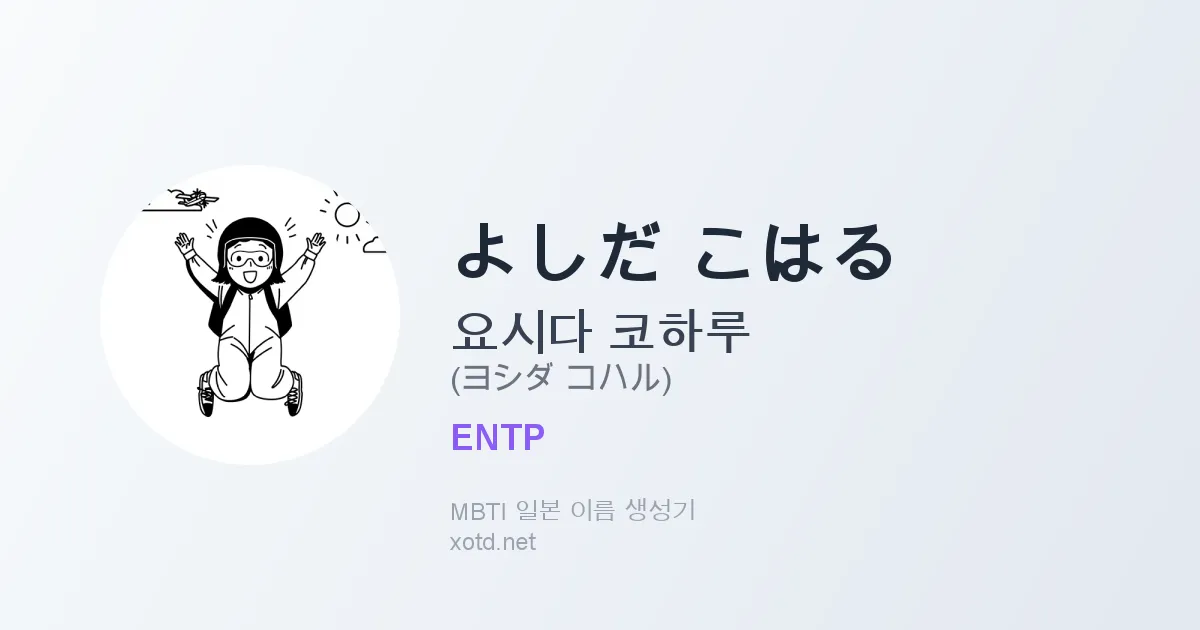 よしだ こはる
요시다 코하루
(ヨシダ コハル)
ENTP
MBTI 일본 이름 생성기
xotd.net